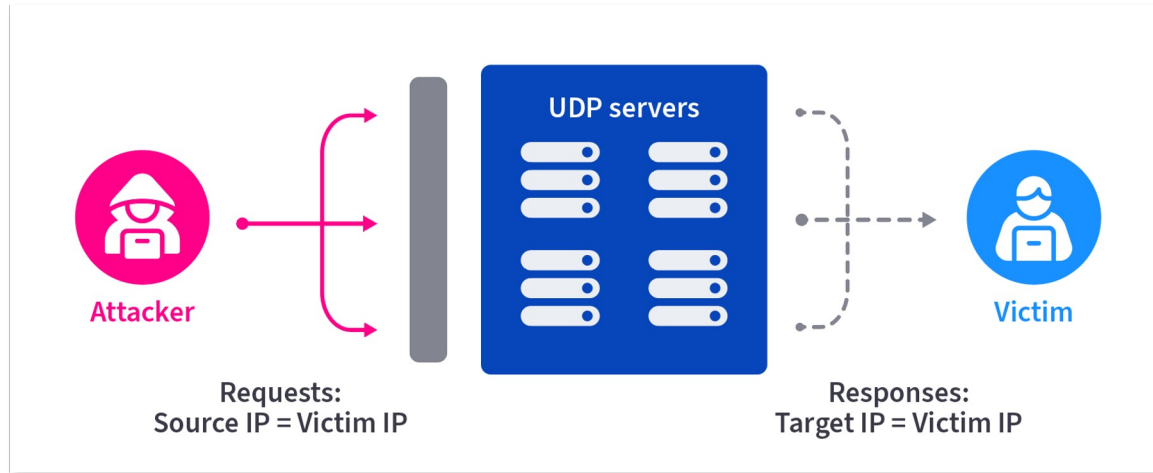 UDP servers
Attacker
Victim
Requests:
Source IP = Victim IP
Responses:
Target IP = Victim IP